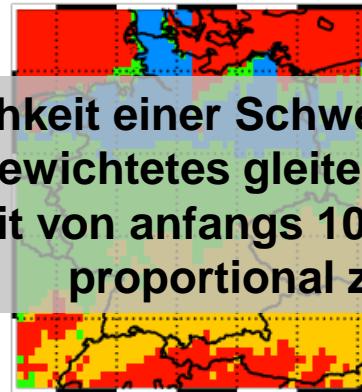 hkeit einer Schwe
ewichtetes gleite
it von anfangs 10
proportional z